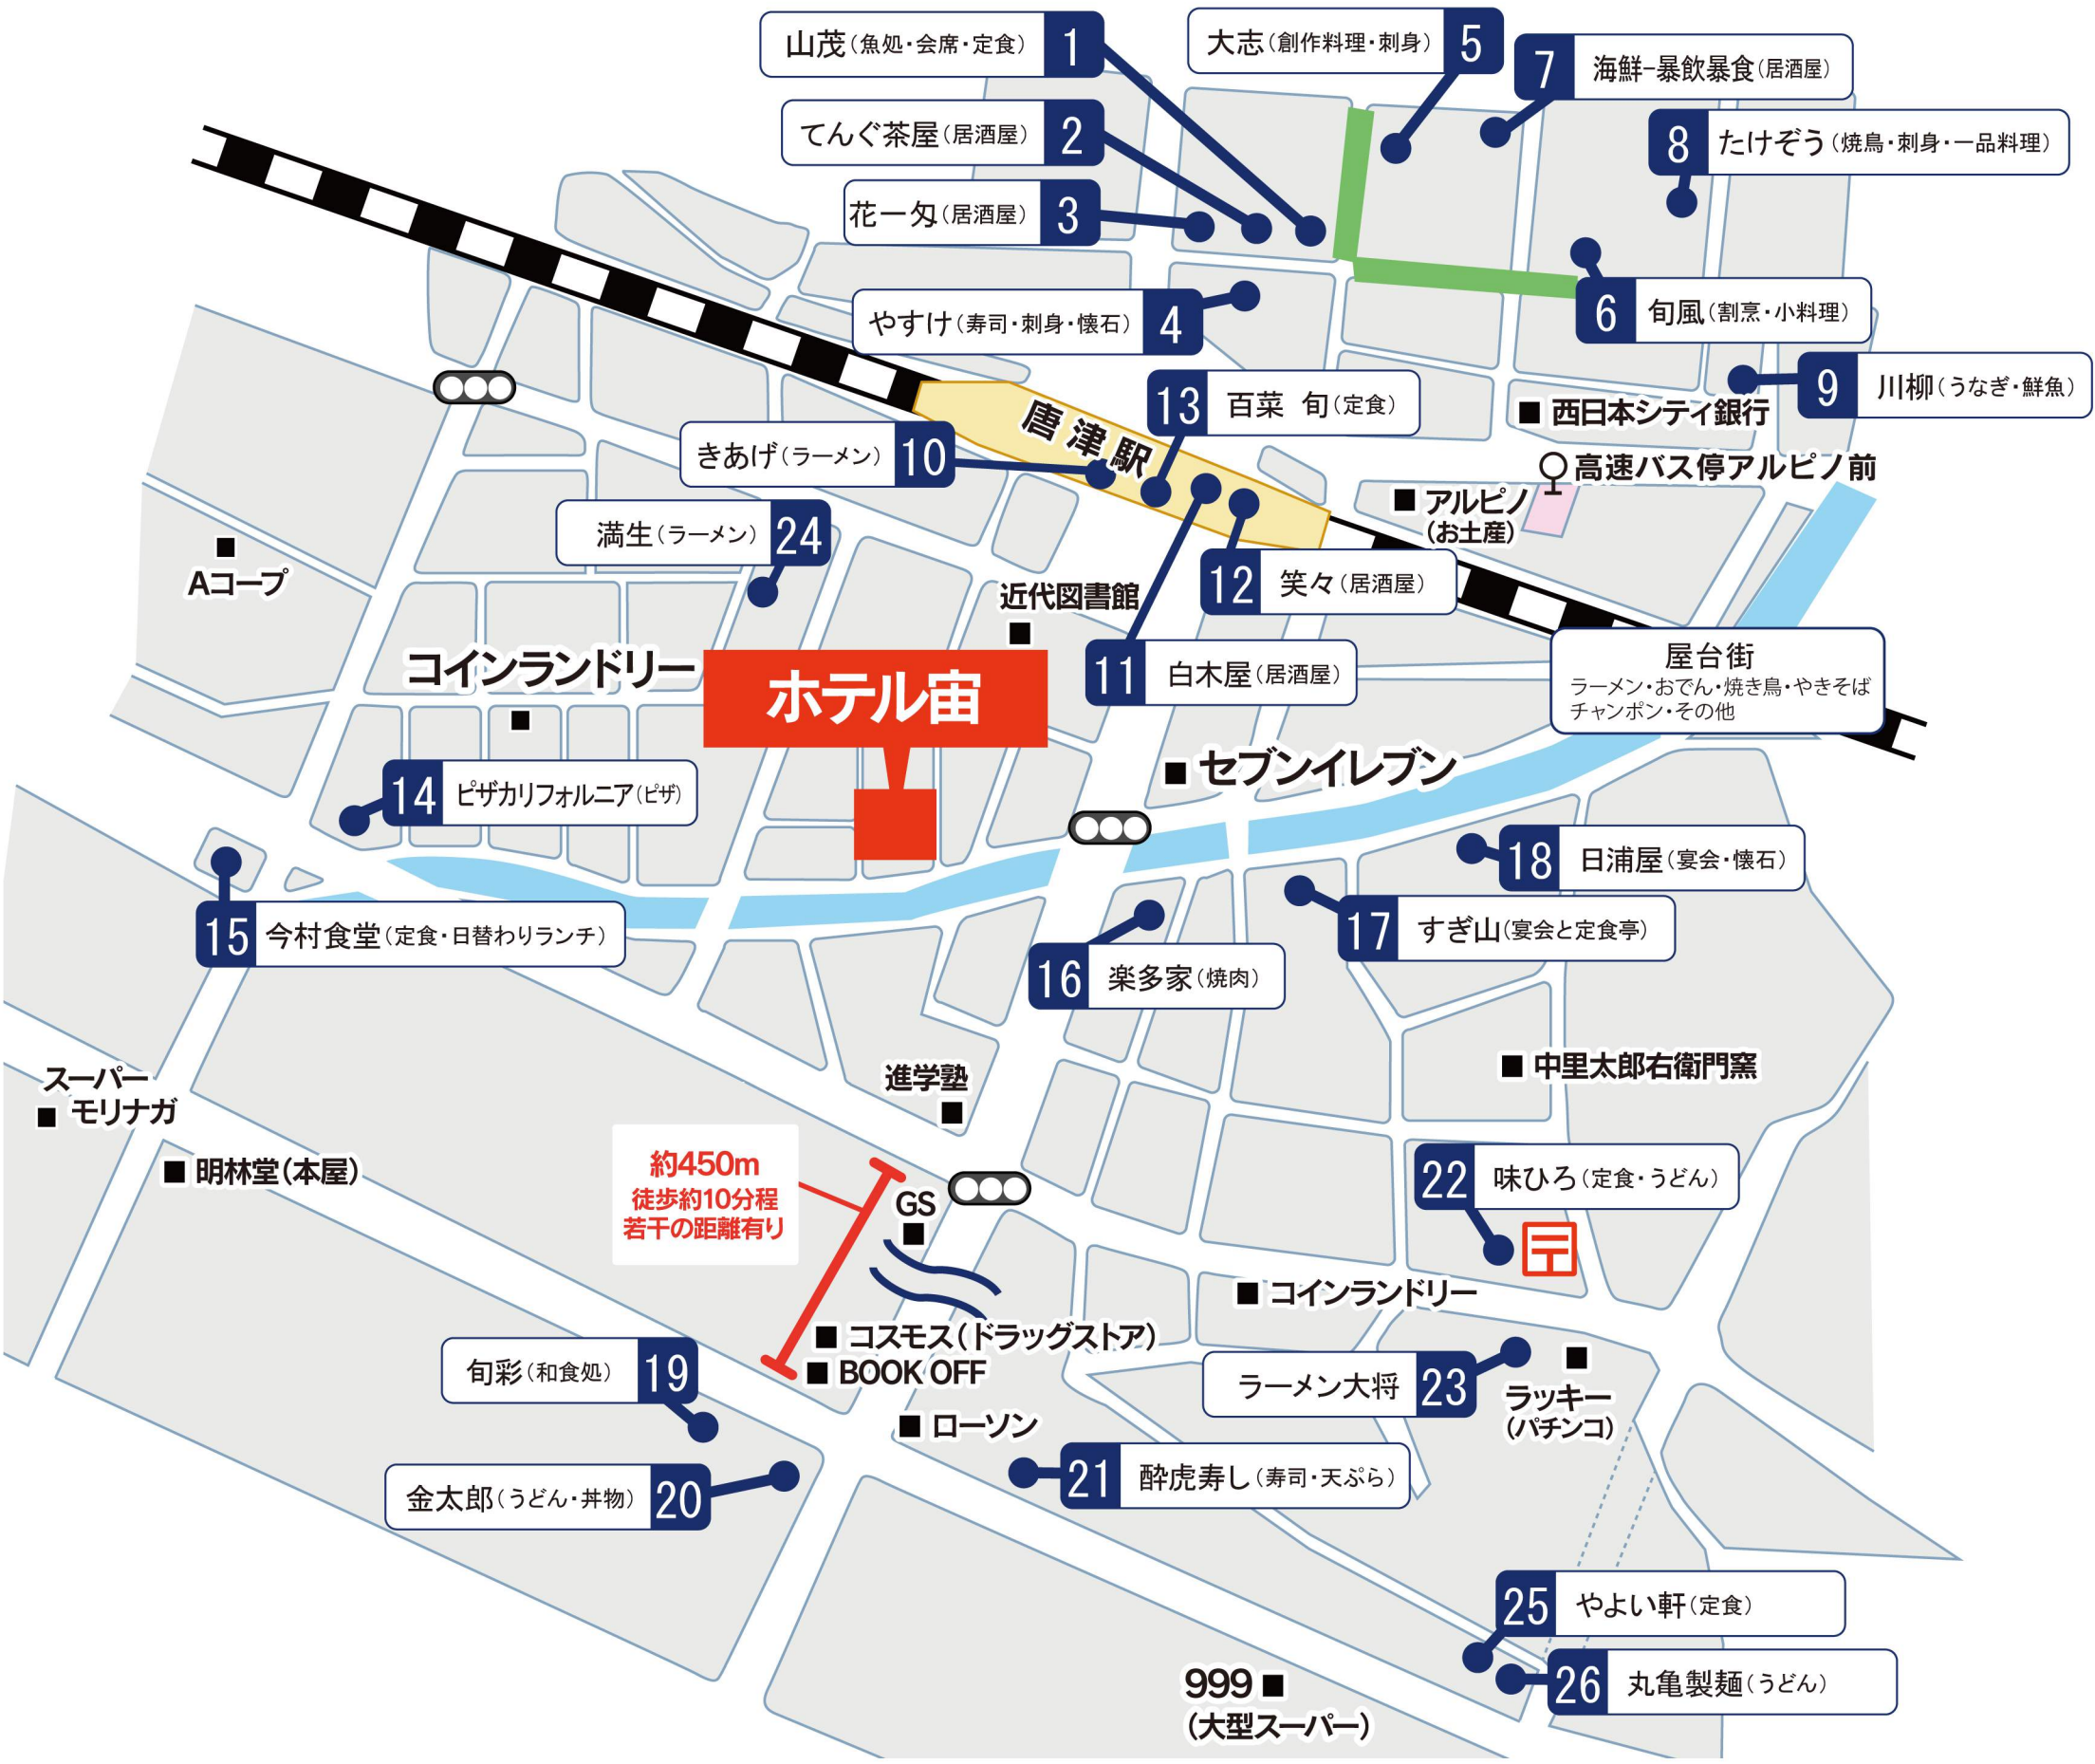 山茂(魚処・会席・定食) 1
大志(創作料理・刺身) 5
7 海鮮−暴飲暴食(居酒屋)
てんぐ茶屋(居酒屋) 2
8 たけぞう(焼鳥・刺身・一品料理)
花一匁(居酒屋) 3
やすけ(寿司・刺身・懐石) 4
6 旬風(割烹・小料理)
9 川柳(うなぎ・鮮魚)
13 百菜 旬(定食)
西日本シティ銀行
唐津駅
きあげ(ラーメン) 10
高速バス停アルピノ前
アルピノ
(お土産)
満生(ラーメン) 24
Aコープ
12 笑々(居酒屋)
近代図書館
11 白木屋(居酒屋)
屋台街
ラーメン・おでん・焼き鳥・やきそば
チャンポン・その他
コインランドリー
ホテル宙
セブンイレブン
14 ピザカリフォルニア(ピザ)
18 日浦屋(宴会・懐石)
15 今村食堂(定食・日替わりランチ)
17 すぎ山(宴会と定食亭)
16 楽多家(焼肉)
中里太郎右衛門窯
スーパー
モリナガ
進学塾
明林堂(本屋)
約450m
徒歩約10分程
若干の距離有り
GS
22 味ひろ(定食・うどん)
〒
コインランドリー
コスモス(ドラッグストア)
BOOK OFF
旬彩(和食処) 19
ラーメン大将 23
ラッキー
(パチンコ)
ローソン
21 酔虎寿し(寿司・天ぷら)
金太郎(うどん・丼物) 20
25 やよい軒(定食)
26 丸亀製麺(うどん)
999
(大型スーパー)